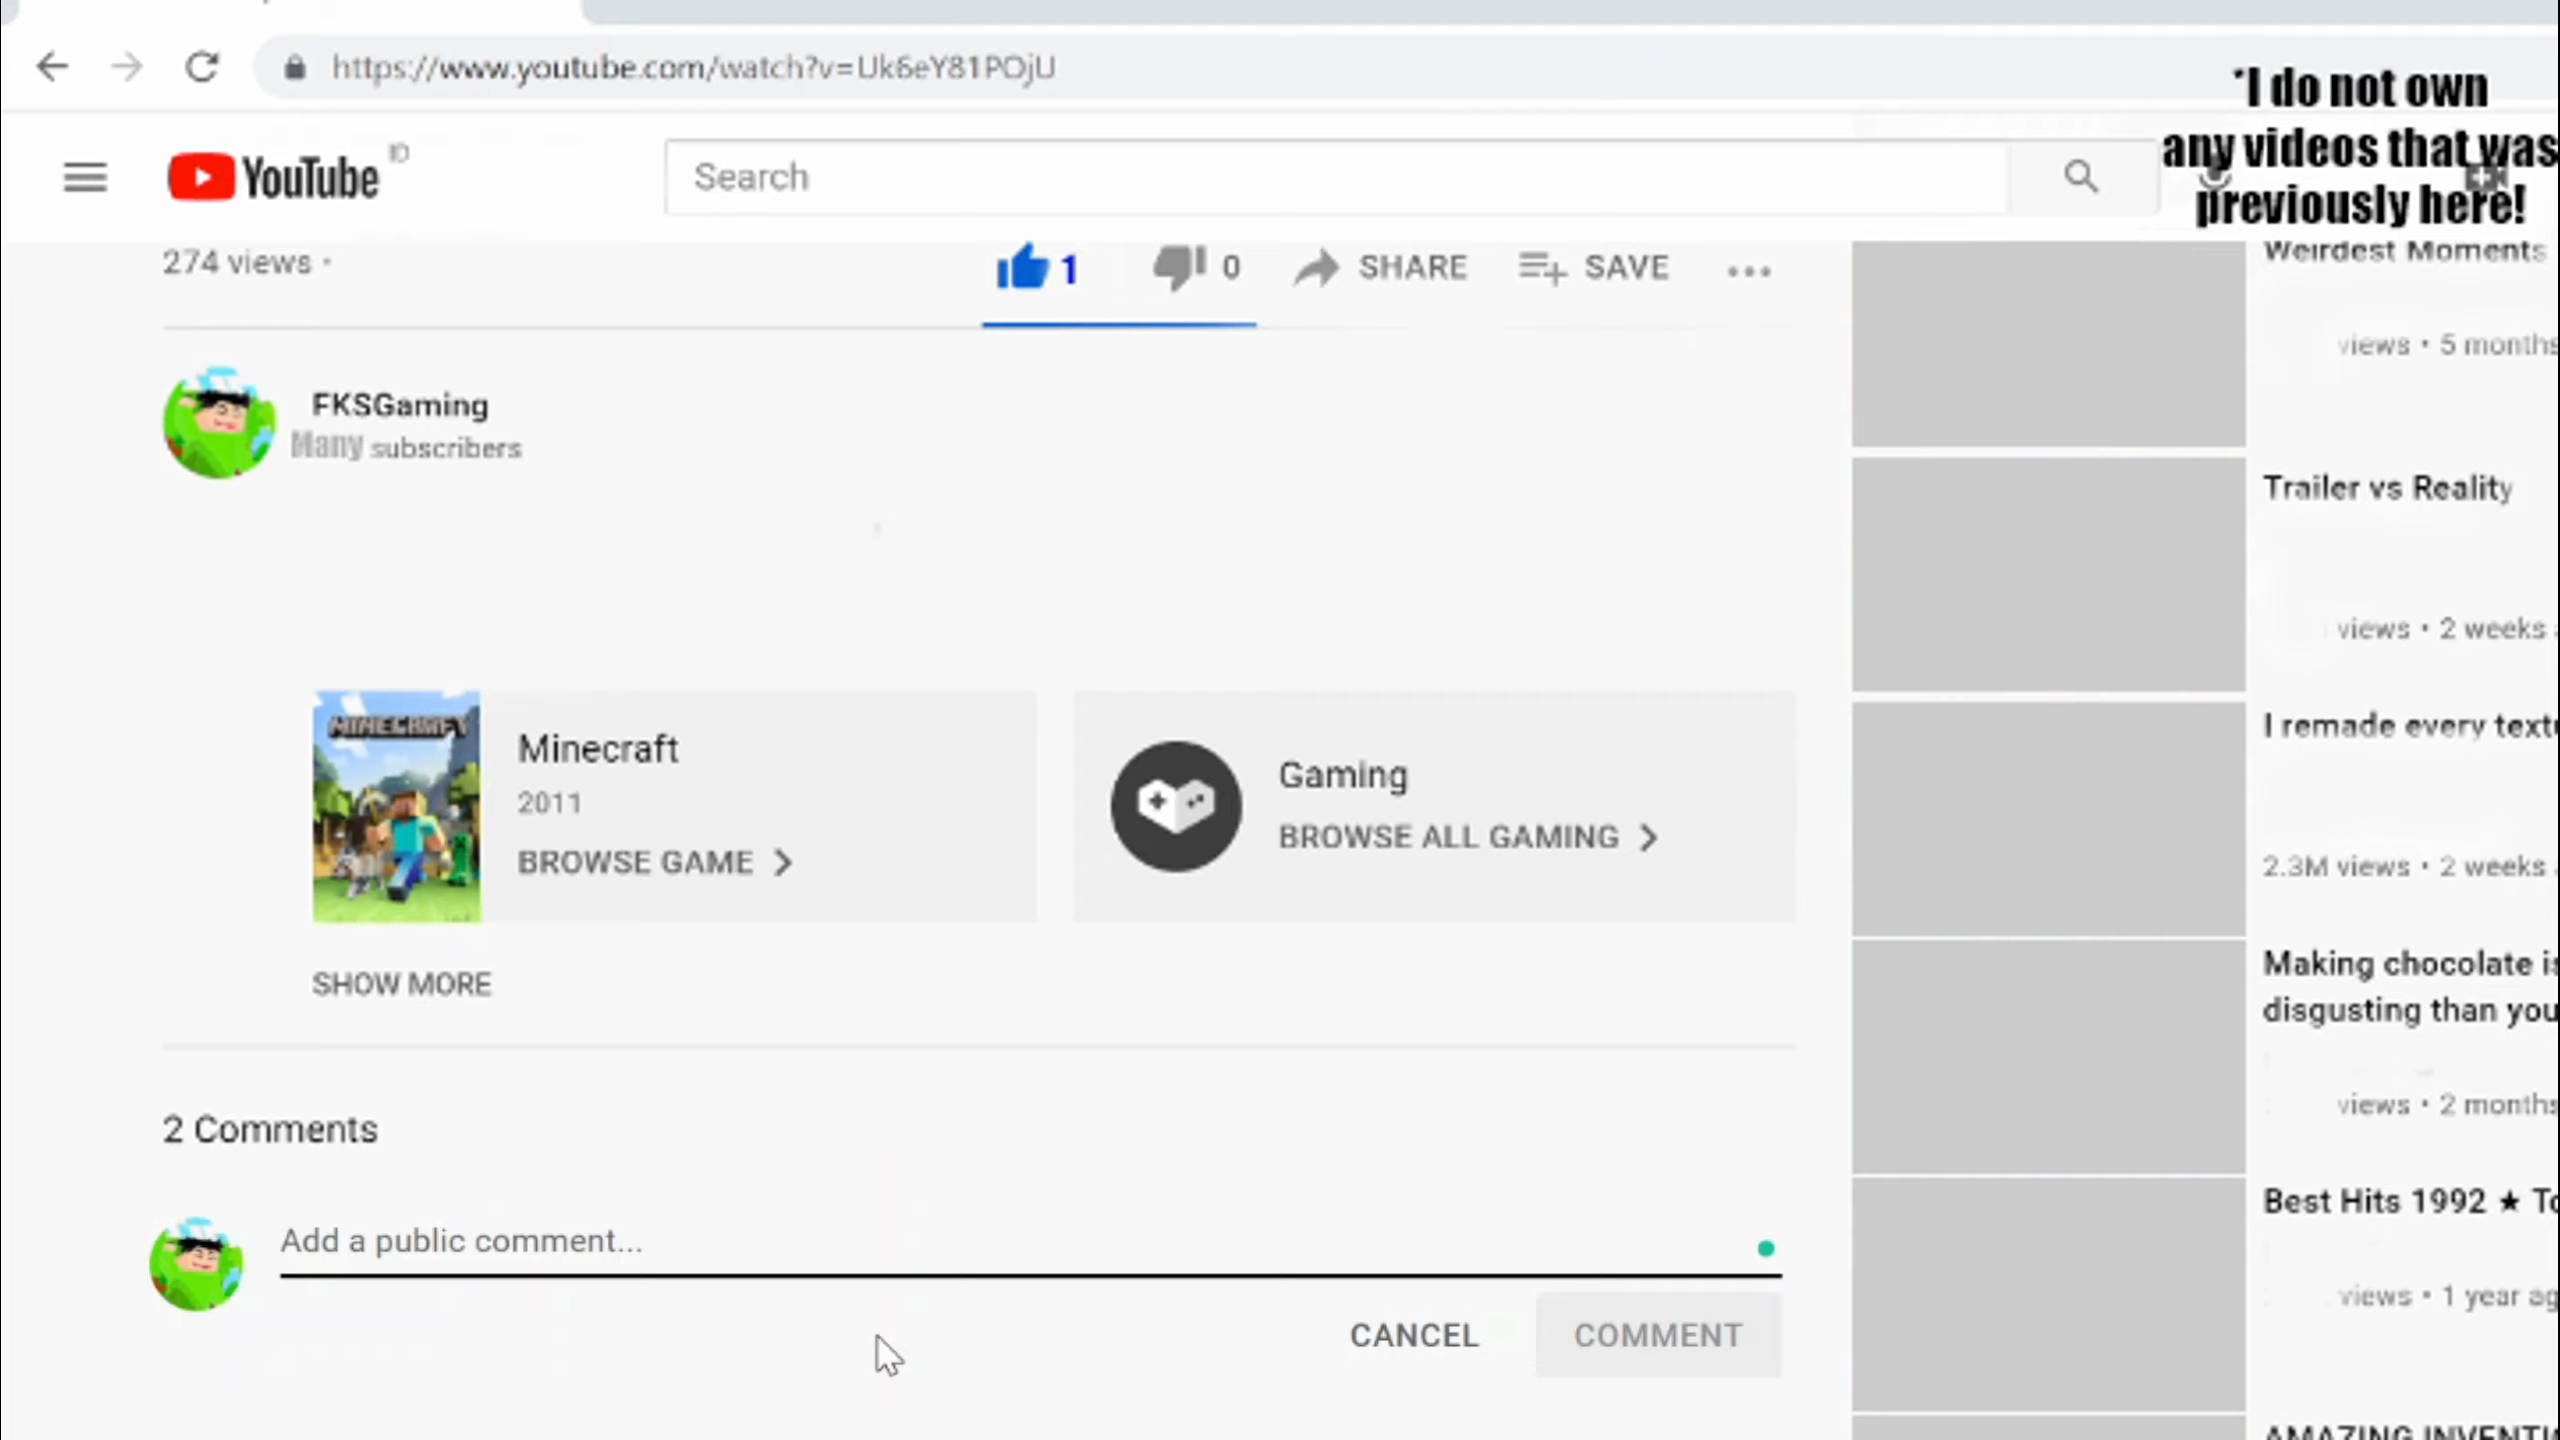 https://www.youtube.com/watch?v=Uk6eY81POjU
*I do not own
any videos that was
previously here!
YouTube ID
Search
274 views •
1
0
SHARE
SAVE
Weirdest Moments
views • 5 months
FKSGaming
Many subscribers
Trailer vs Reality
views • 2 weeks
MINECRAFT
Minecraft
2011
BROWSE GAME
Gaming
BROWSE ALL GAMING
I remade every text
2.3M views • 2 weeks
SHOW MORE
Making chocolate is
disgusting than you
views • 2 months
2 Comments
Add a public comment...
CANCEL
COMMENT
Best Hits 1992 ★ To
views • 1 year ag